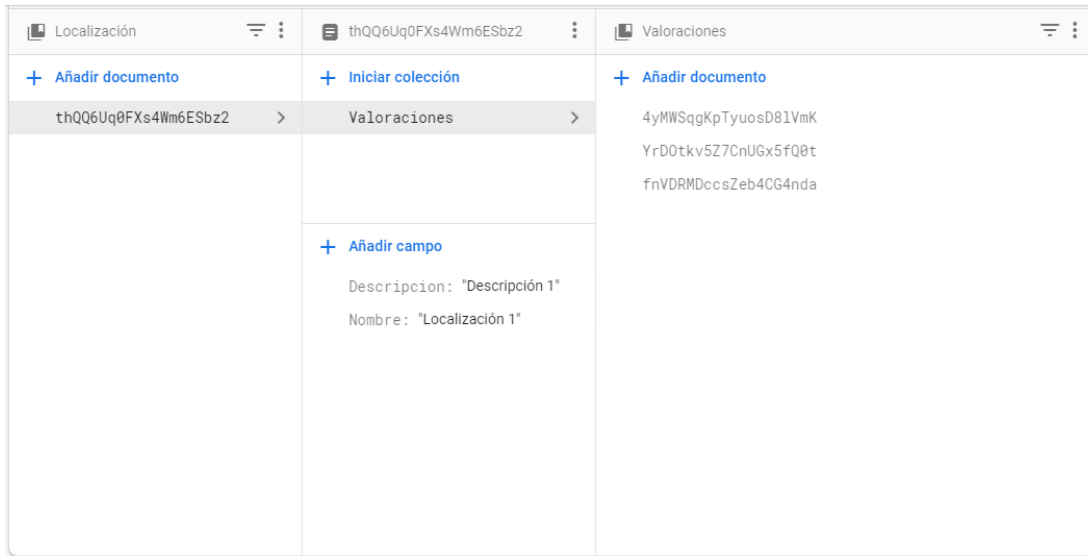 Localización
Añadir documento
thQQ6Uq0FXs4Wm6ESbz2
thQQ6Uq0FXs4Wm6ESbz2
Iniciar colección
Valoraciones
Añadir campo
Descripcion: "Descripción 1"
Nombre: "Localización 1"
Valoraciones
Añadir documento
4yMWSqgKpTyuosD8lVmK
YrDOtkv5Z7CnUGx5fQ0t
fnVDRMDccsZeb4CG4nda